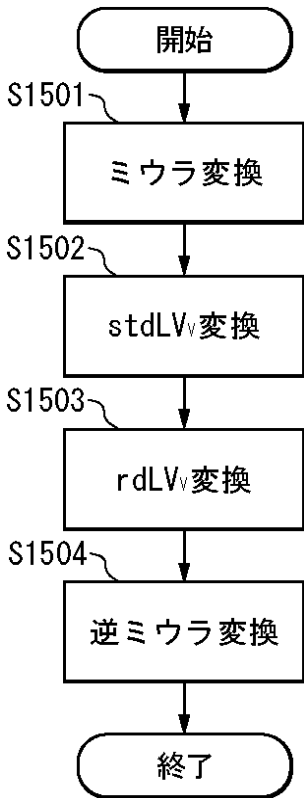 開始
S1501
ミウラ変換
S1502
stdLVv変換
S1503
rdLVv変換
S1504
逆ミウラ変換
終了